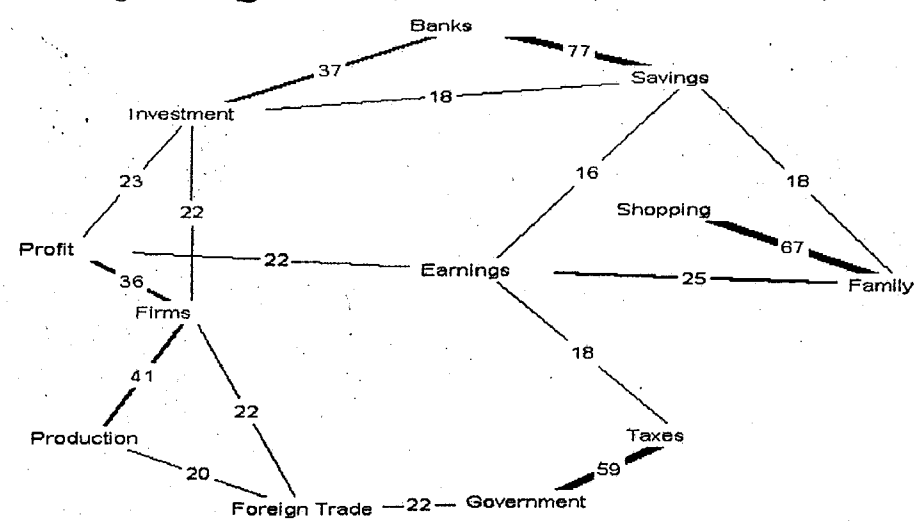 Banks
77
37
Savings
18
Investment
16
18
23
22
Shopping
67
Profit
22
Earnings
25
Family
36
Firms
18
41
22
Production
Taxes
20
59
Foreign Trade
22
Government